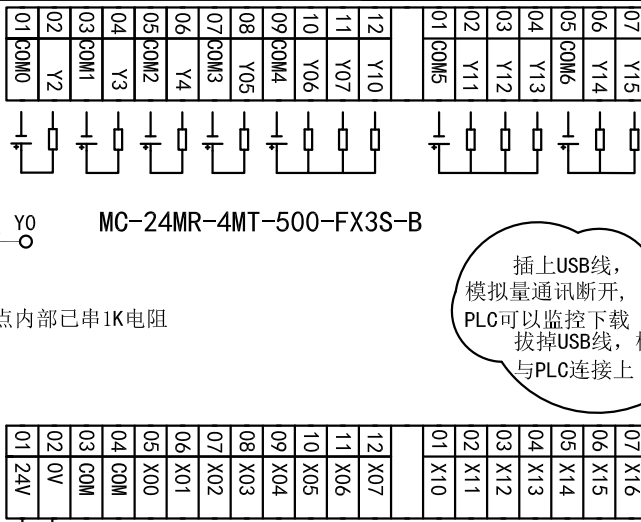 01 02 03 04 05 06 07 08 09 10 11 12 01 02 03 04 05 06 07
COM0 Y2 COM1 Y3 COM2 Y4 COM3 Y05 COM4 Y06 Y07 Y10 COM5 Y11 Y12 Y13 COM6 Y14 Y15
Y0
MC-24MR-4MT-500-FX3S-B
插上USB线，
模拟量通讯断开，
PLC可以监控下载
拔掉USB线，
与PLC连接上
点内部已串1K电阻
01 02 03 04 05 06 07 08 09 10 11 12 01 02 03 04 05 06 07
24V 0V COM COM X00 X01 X02 X03 X04 X05 X06 X07 X10 X11 X12 X13 X14 X15 X16